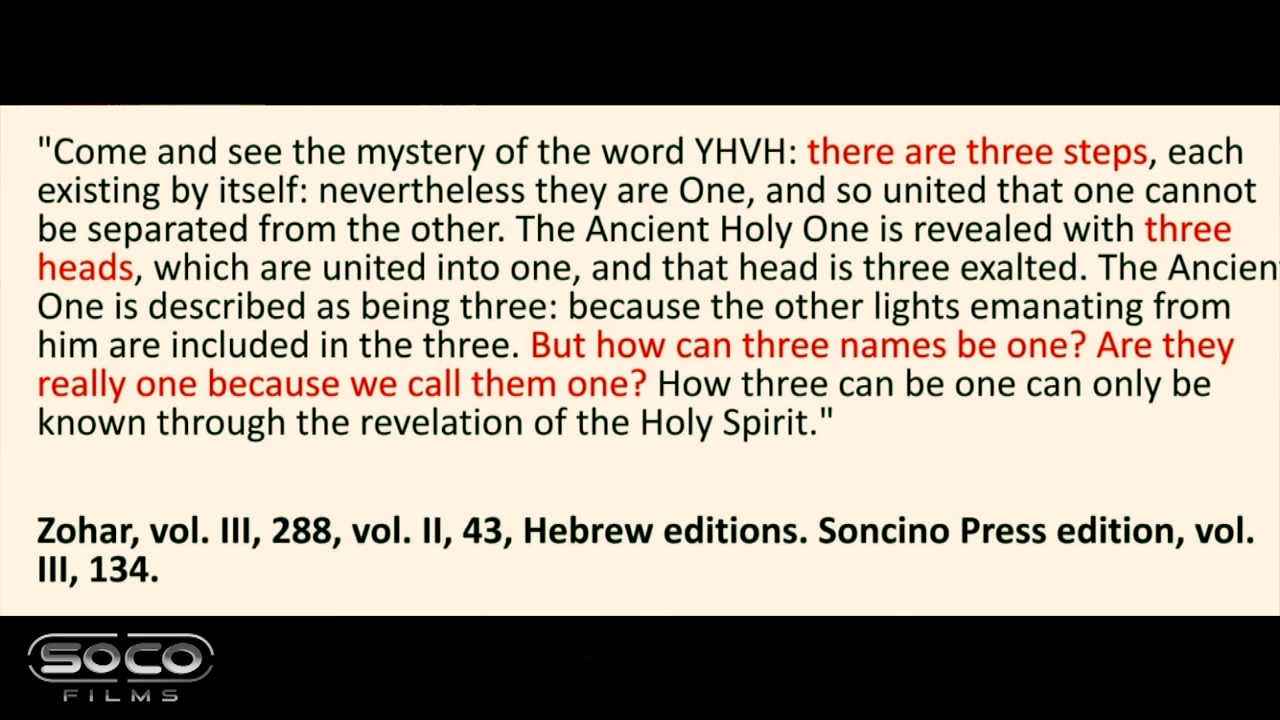 "Come and see the mystery of the word YHVH: there are three steps, each
existing by itself: nevertheless they are One, and so united that one cannot
be separated from the other. The Ancient Holy One is revealed with three
heads, which are united into one, and that head is three exalted. The Ancient
One is described as being three: because the other lights emanating from
him are included in the three. But how can three names be one? Are they
really one because we call them one? How three can be one can only be
known through the revelation of the Holy Spirit."
Zohar, vol. III, 288, vol. II, 43, Hebrew editions. Soncino Press edition, vol.
III, 134.
SOCO
FILMS